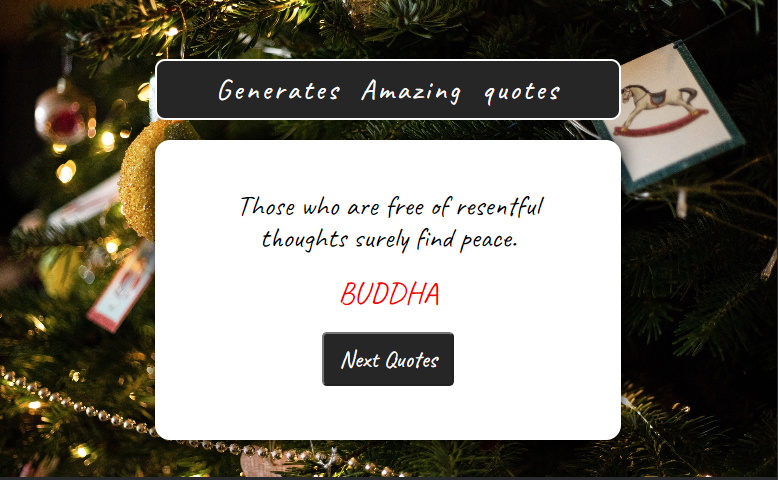 Generates Amazing quotes
Those who are free of resentful
thoughts surely find peace.
BUDDHA
Next Quotes